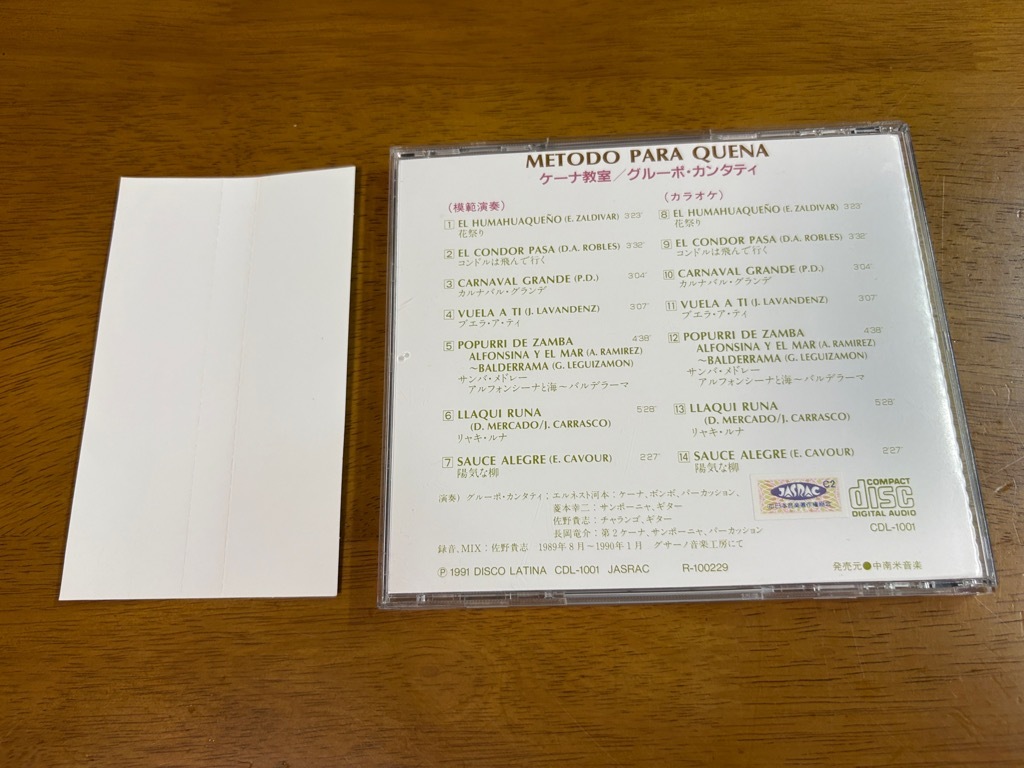 METODO PARA QUENA
ケーナ教室／グルーポ・カンタティ
（模範演奏）
1 EL HUMAHUAQUEÑO (E. ZALDIVAR) 3'23"
花祭り
2 EL CONDOR PASA (D.A. ROBLES) 3'32"
コンドルは飛んで行く
3 CARNAVAL GRANDE (P.D.) 3'04"
カルナバル・グランデ
4 VUELA A TI (J. LAVANDENZ) 3'07"
ブエラ・ア・ティ
5 POPURRI DE ZAMBA 4'38"
ALFONSINA Y EL MAR (A. RAMIREZ)
〜BALDERRAMA (G. LEGUIZAMON)
サンバ・メドレー
アルフォンシーナと海〜バルデラーマ
6 LLAQUI RUNA 5'28"
(D. MERCADO/J. CARRASCO)
リャキ・ルナ
7 SAUCE ALEGRE (E. CAVOUR) 2'27"
陽気な柳
（カラオケ）
8 EL HUMAHUAQUEÑO (E. ZALDIVAR) 3'23"
花祭り
9 EL CONDOR PASA (D.A. ROBLES) 3'32"
コンドルは飛んで行く
10 CARNAVAL GRANDE (P.D.) 3'04"
カルナバル・グランデ
11 VUELA A TI (J. LAVANDENZ) 3'07"
ブエラ・ア・ティ
12 POPURRI DE ZAMBA 4'38"
ALFONSINA Y EL MAR (A. RAMIREZ)
〜BALDERRAMA (G. LEGUIZAMON)
サンバ・メドレー
アルフォンシーナと海〜バルデラーマ
13 LLAQUI RUNA 5'28"
(D. MERCADO/J. CARRASCO)
リャキ・ルナ
14 SAUCE ALEGRE (E. CAVOUR) 2'27"
陽気な柳
演奏）グルーポ・カンタティ；エルネスト河本：ケーナ、ボンボ、パーカッション、
菱本幸二：サンポーニャ、ギター
佐野貴志：チャランゴ、ギター
長岡竜介：第2ケーナ、サンポーニャ、パーカッション
録音、MIX：佐野貴志 1989年8月〜1990年1月 グサーノ音楽工房にて
JASRAC
C2
COMPACT
disc
DIGITAL AUDIO
CDL-1001
Ⓟ 1991 DISCO LATINA CDL-1001 JASRAC R-100229 発売元●中南米音楽